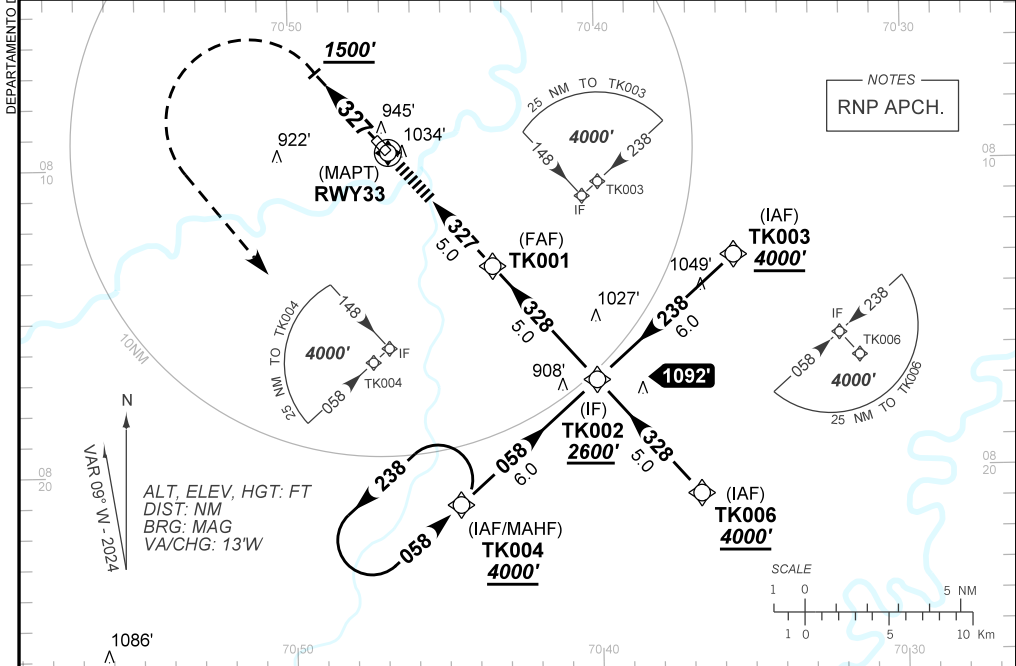 DEPARTAMENTO D
70 50
70 40
70 30
1500'
327
945'
1034'
922'
(MAPT)
RWY33
25 NM TO TK003
4000'
148
238
TK003
IF
NOTES
RNP APCH.
08
10
08
10
327
5.0
(FAF)
TK001
(IAF)
TK003
4000'
1049'
238
6.0
328
5.0
1027'
10NM
25 NM TO TK004
148
4000'
IF
TK004
058
908'
1092'
(IF)
TK002
2600'
25 NM TO TK006
238
IF
TK006
058
4000'
N
VAR 09° W - 2024
ALT, ELEV, HGT: FT
DIST: NM
BRG: MAG
VA/CHG: 13'W
238
058
058
6.0
(IAF/MAHF)
TK004
4000'
328
5.0
(IAF)
TK006
4000'
08
20
08
20
SCALE
1 0 5 NM
1 0 5 10 Km
1086'
70 50
70 40
70 30